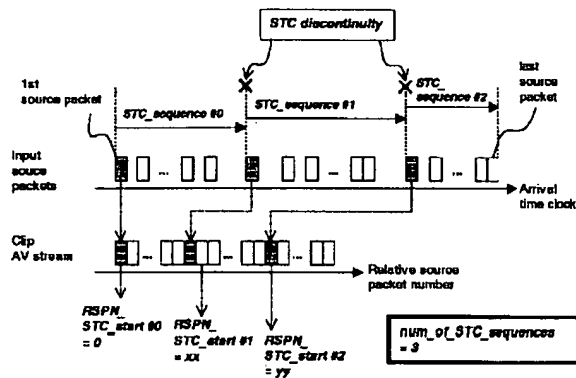 STC discontinuity
1st
source packet
last
source
packet
STC_sequence #0
STC_sequence #1
STC_
sequence #2
Input
souce
packets
...
...
...
Arrival
time clock
Clip
AV stream
...
...
...
Relative source
packet number
RSPN_
STC_start #0
= 0
RSPN_
STC_start #1
= xx
RSPN_
STC_start #2
= yy
num_of_STC_sequences
= 3